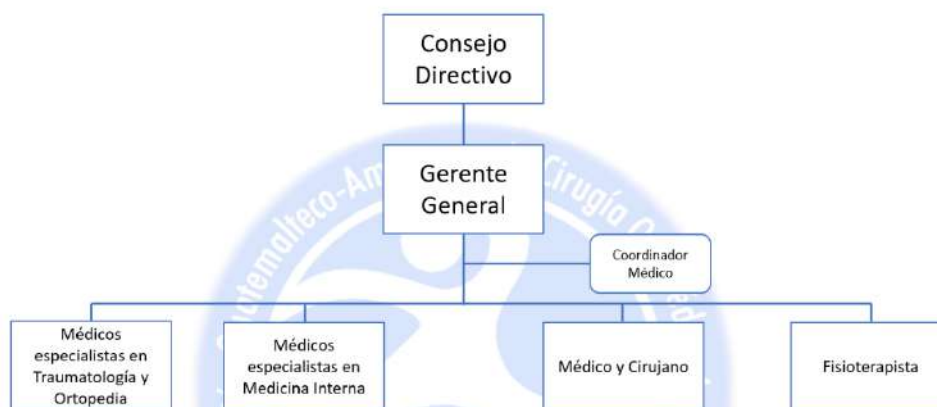 Consejo
Directivo
Gerente
General
Coordinador
Médico
Médicos
especialistas en
Traumatología y
Ortopedia
Médicos
especialistas en
Medicina Interna
Médico y Cirujano
Fisioterapista
Cirugía